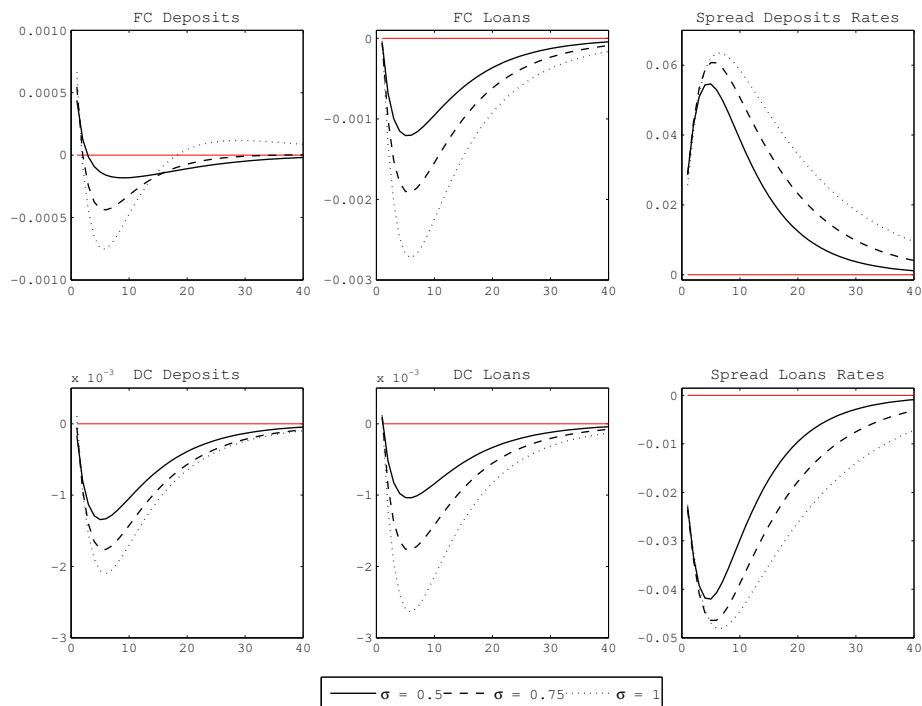 FC Deposits
0.0010
0.0005
0
−0.0005
−0.0010
0 10 20 30 40
FC Loans
0
−0.001
−0.002
−0.003
0 10 20 30 40
Spread Deposits Rates
0.06
0.04
0.02
0
0 10 20 30 40
DC Deposits
x 10⁻³
0
−1
−2
−3
0 10 20 30 40
DC Loans
x 10⁻³
0
−1
−2
−3
0 10 20 30 40
Spread Loans Rates
0
−0.01
−0.02
−0.03
−0.04
−0.05
0 10 20 30 40
σ = 0.5 σ = 0.75 σ = 1